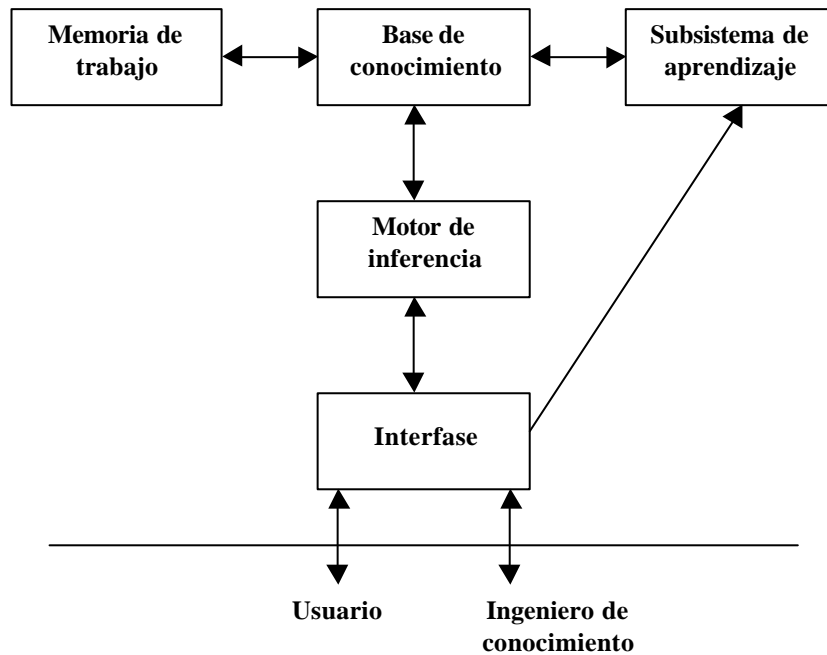 Memoria de
trabajo
Base de
conocimiento
Subsistema de
aprendizaje
Motor de
inferencia
Interfase
Usuario
Ingeniero de
conocimiento